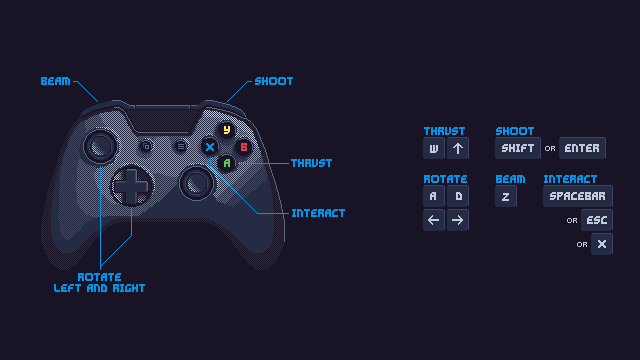 BEAM
SHOOT
Y
X
B
A
THRUST
INTERACT
ROTATE
LEFT AND RIGHT
THRUST
W ↑
SHOOT
SHIFT OR ENTER
ROTATE
A D
← →
BEAM
Z
INTERACT
SPACEBAR
OR ESC
OR X